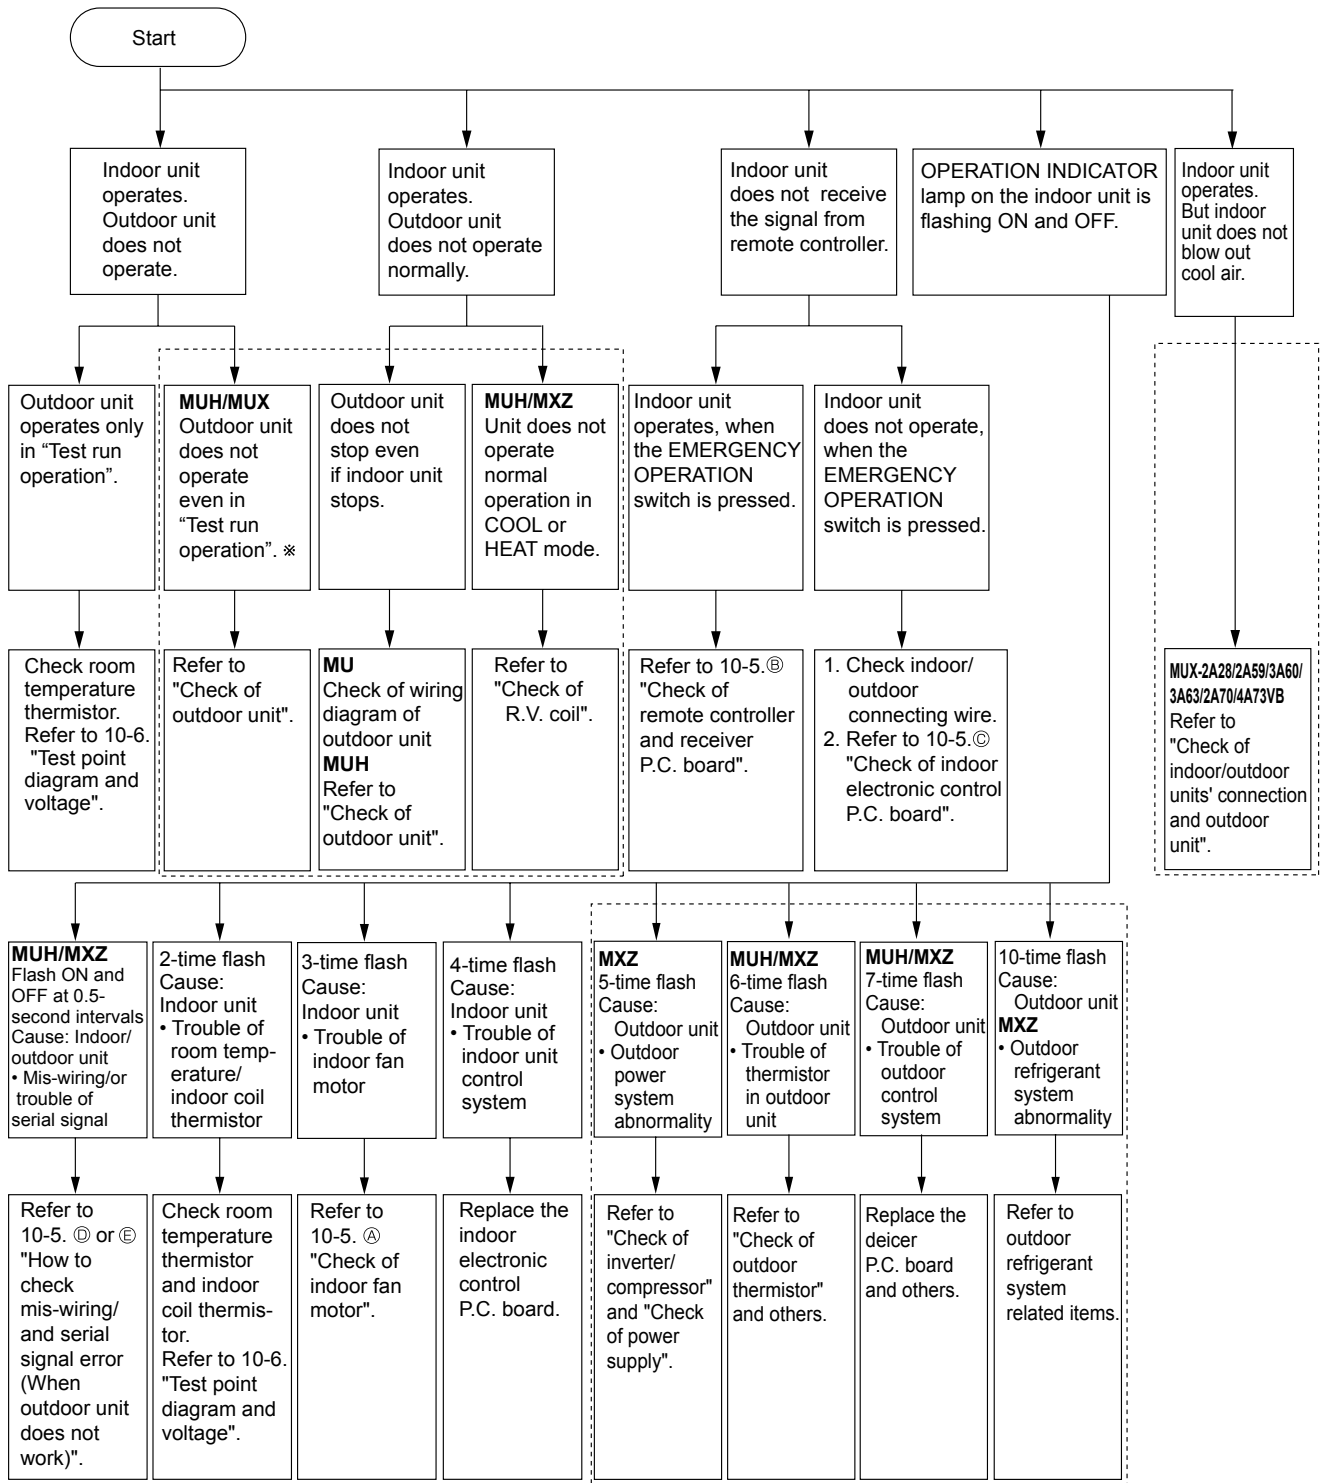 Start
Indoor unit
operates.
Outdoor unit
does not
operate.
Indoor unit
operates.
Outdoor unit
does not operate
normally.
Indoor unit
does not receive
the signal from
remote controller.
OPERATION INDICATOR
lamp on the indoor unit is
flashing ON and OFF.
Indoor unit
operates.
But indoor
unit does not
blow out
cool air.
Outdoor unit
operates only
in “Test run
operation”.
MUH/MUX
Outdoor unit
does not
operate
even in
“Test run
operation”. ※
Outdoor unit
does not
stop even
if indoor unit
stops.
MUH/MXZ
Unit does not
operate
normal
operation in
COOL or
HEAT mode.
Indoor unit
operates, when
the EMERGENCY
OPERATION
switch is pressed.
Indoor unit
does not operate,
when the
EMERGENCY
OPERATION
switch is pressed.
Check room
temperature
thermistor.
Refer to 10-6.
"Test point
diagram and
voltage".
Refer to
"Check of
outdoor unit".
MU
Check of wiring
diagram of
outdoor unit
MUH
Refer to
"Check of
outdoor unit".
Refer to
"Check of
R.V. coil".
Refer to 10-5.Ⓑ
"Check of
remote controller
and receiver
P.C. board".
1. Check indoor/
outdoor
connecting wire.
2. Refer to 10-5.Ⓒ
"Check of indoor
electronic control
P.C. board".
MUX-2A28/2A59/3A60/
3A63/2A70/4A73VB
Refer to
"Check of
indoor/outdoor
units' connection
and outdoor
unit".
MUH/MXZ
Flash ON and
OFF at 0.5-
second intervals
Cause: Indoor/
outdoor unit
• Mis-wiring/or
trouble of
serial signal
2-time flash
Cause:
Indoor unit
• Trouble of
room temp-
erature/
indoor coil
thermistor
3-time flash
Cause:
Indoor unit
• Trouble of
indoor fan
motor
4-time flash
Cause:
Indoor unit
• Trouble of
indoor unit
control
system
MXZ
5-time flash
Cause:
Outdoor unit
• Outdoor
power
system
abnormality
MUH/MXZ
6-time flash
Cause:
Outdoor unit
• Trouble of
thermistor
in outdoor
unit
MUH/MXZ
7-time flash
Cause:
Outdoor unit
• Trouble of
outdoor
control
system
10-time flash
Cause:
Outdoor unit
MXZ
• Outdoor
refrigerant
system
abnormality
Refer to
10-5. Ⓓ or Ⓔ
"How to
check
mis-wiring/
and serial
signal error
(When
outdoor unit
does not
work)".
Check room
temperature
thermistor
and indoor
coil thermis-
tor.
Refer to 10-6.
"Test point
diagram and
voltage".
Refer to
10-5. Ⓐ
"Check of
indoor fan
motor".
Replace the
indoor
electronic
control
P.C. board.
Refer to
"Check of
inverter/
compressor"
and "Check
of power
supply".
Refer to
"Check of
outdoor
thermistor"
and others.
Replace the
deicer
P.C. board
and others.
Refer to
outdoor
refrigerant
system
related items.